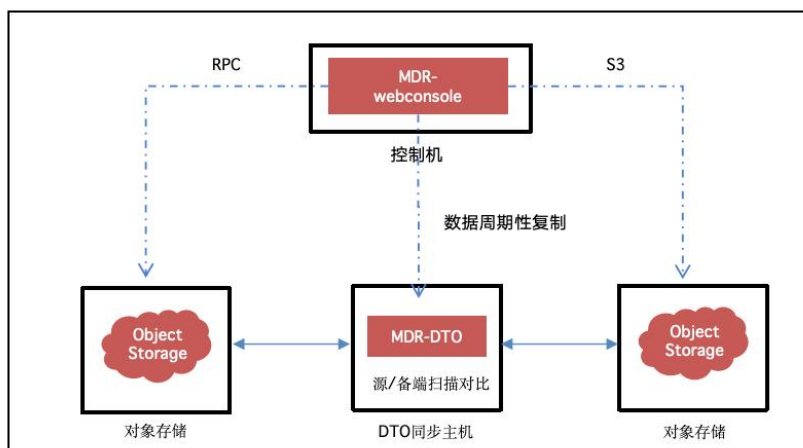 RPC
MDR-
webconsole
S3
控制机
数据周期性复制
Object
Storage
MDR-DTO
源/备端扫描对比
Object
Storage
对象存储
DTO同步主机
对象存储